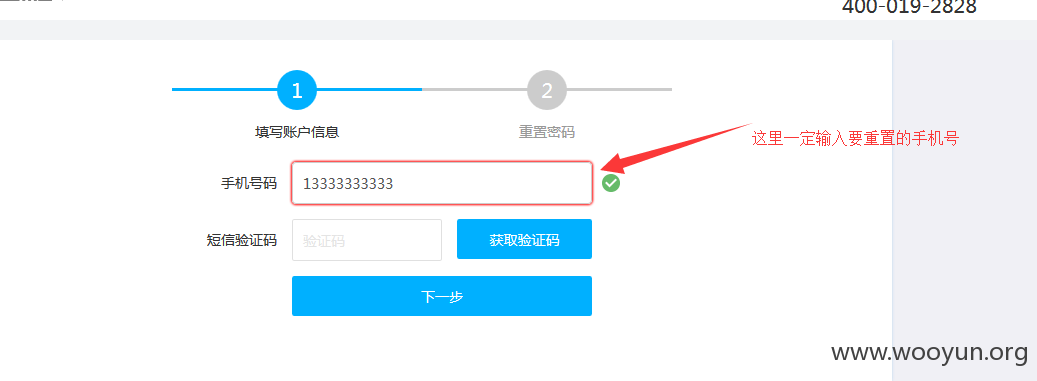 400-019-2828
1
2
填写账户信息
重置密码
这里一定输入要重置的手机号
手机号码
13333333333
短信验证码
验证码
获取验证码
下一步
www.wooyun.org